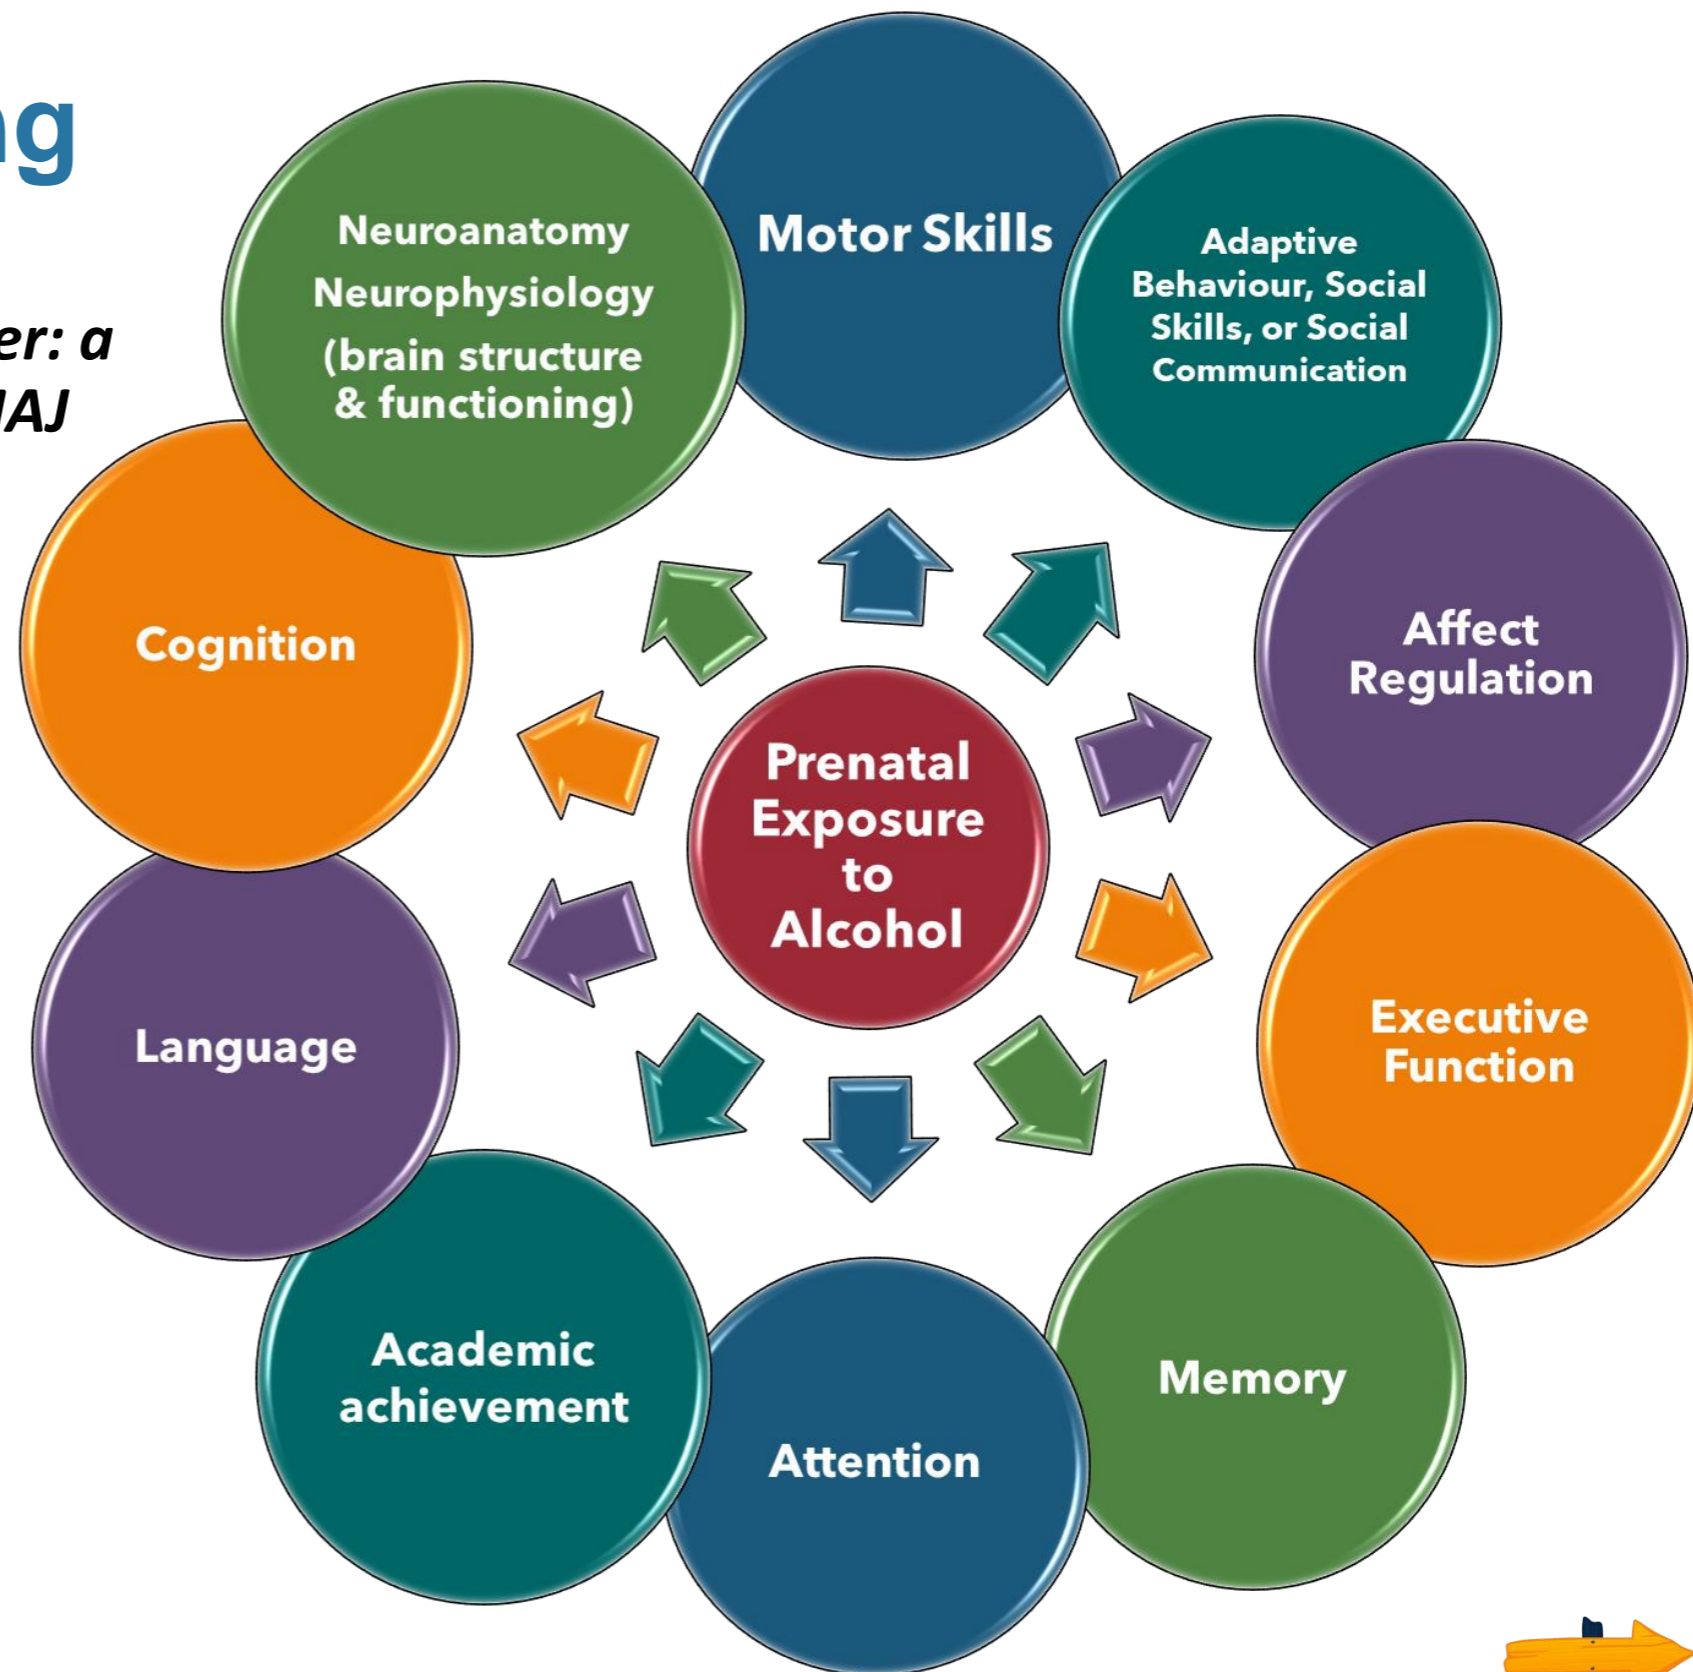 ng
er: a
Neuroanatomy
Neurophysiology
(brain structure
& functioning)
Motor Skills
Adaptive
Behaviour, Social
Skills, or Social
Communication
Affect
Regulation
Executive
Function
Memory
Attention
Academic
achievement
Language
Cognition
Prenatal
Exposure
to
Alcohol